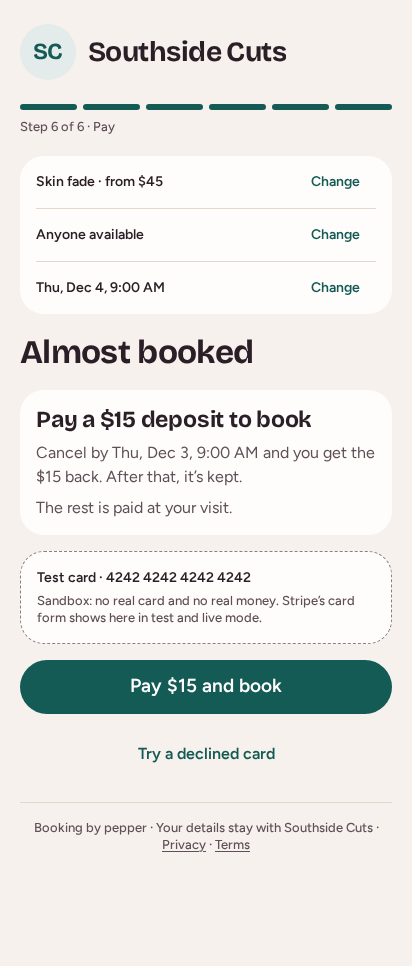 SC
Southside Cuts
Step 6 of 6 · Pay
Skin fade · from $45
Change
Anyone available
Change
Thu, Dec 4, 9:00 AM
Change
Almost booked
Pay a $15 deposit to book
Cancel by Thu, Dec 3, 9:00 AM and you get the
$15 back. After that, it’s kept.
The rest is paid at your visit.
Test card · 4242 4242 4242 4242
Sandbox: no real card and no real money. Stripe’s card
form shows here in test and live mode.
Pay $15 and book
Try a declined card
Booking by pepper · Your details stay with Southside Cuts ·
Privacy · Terms